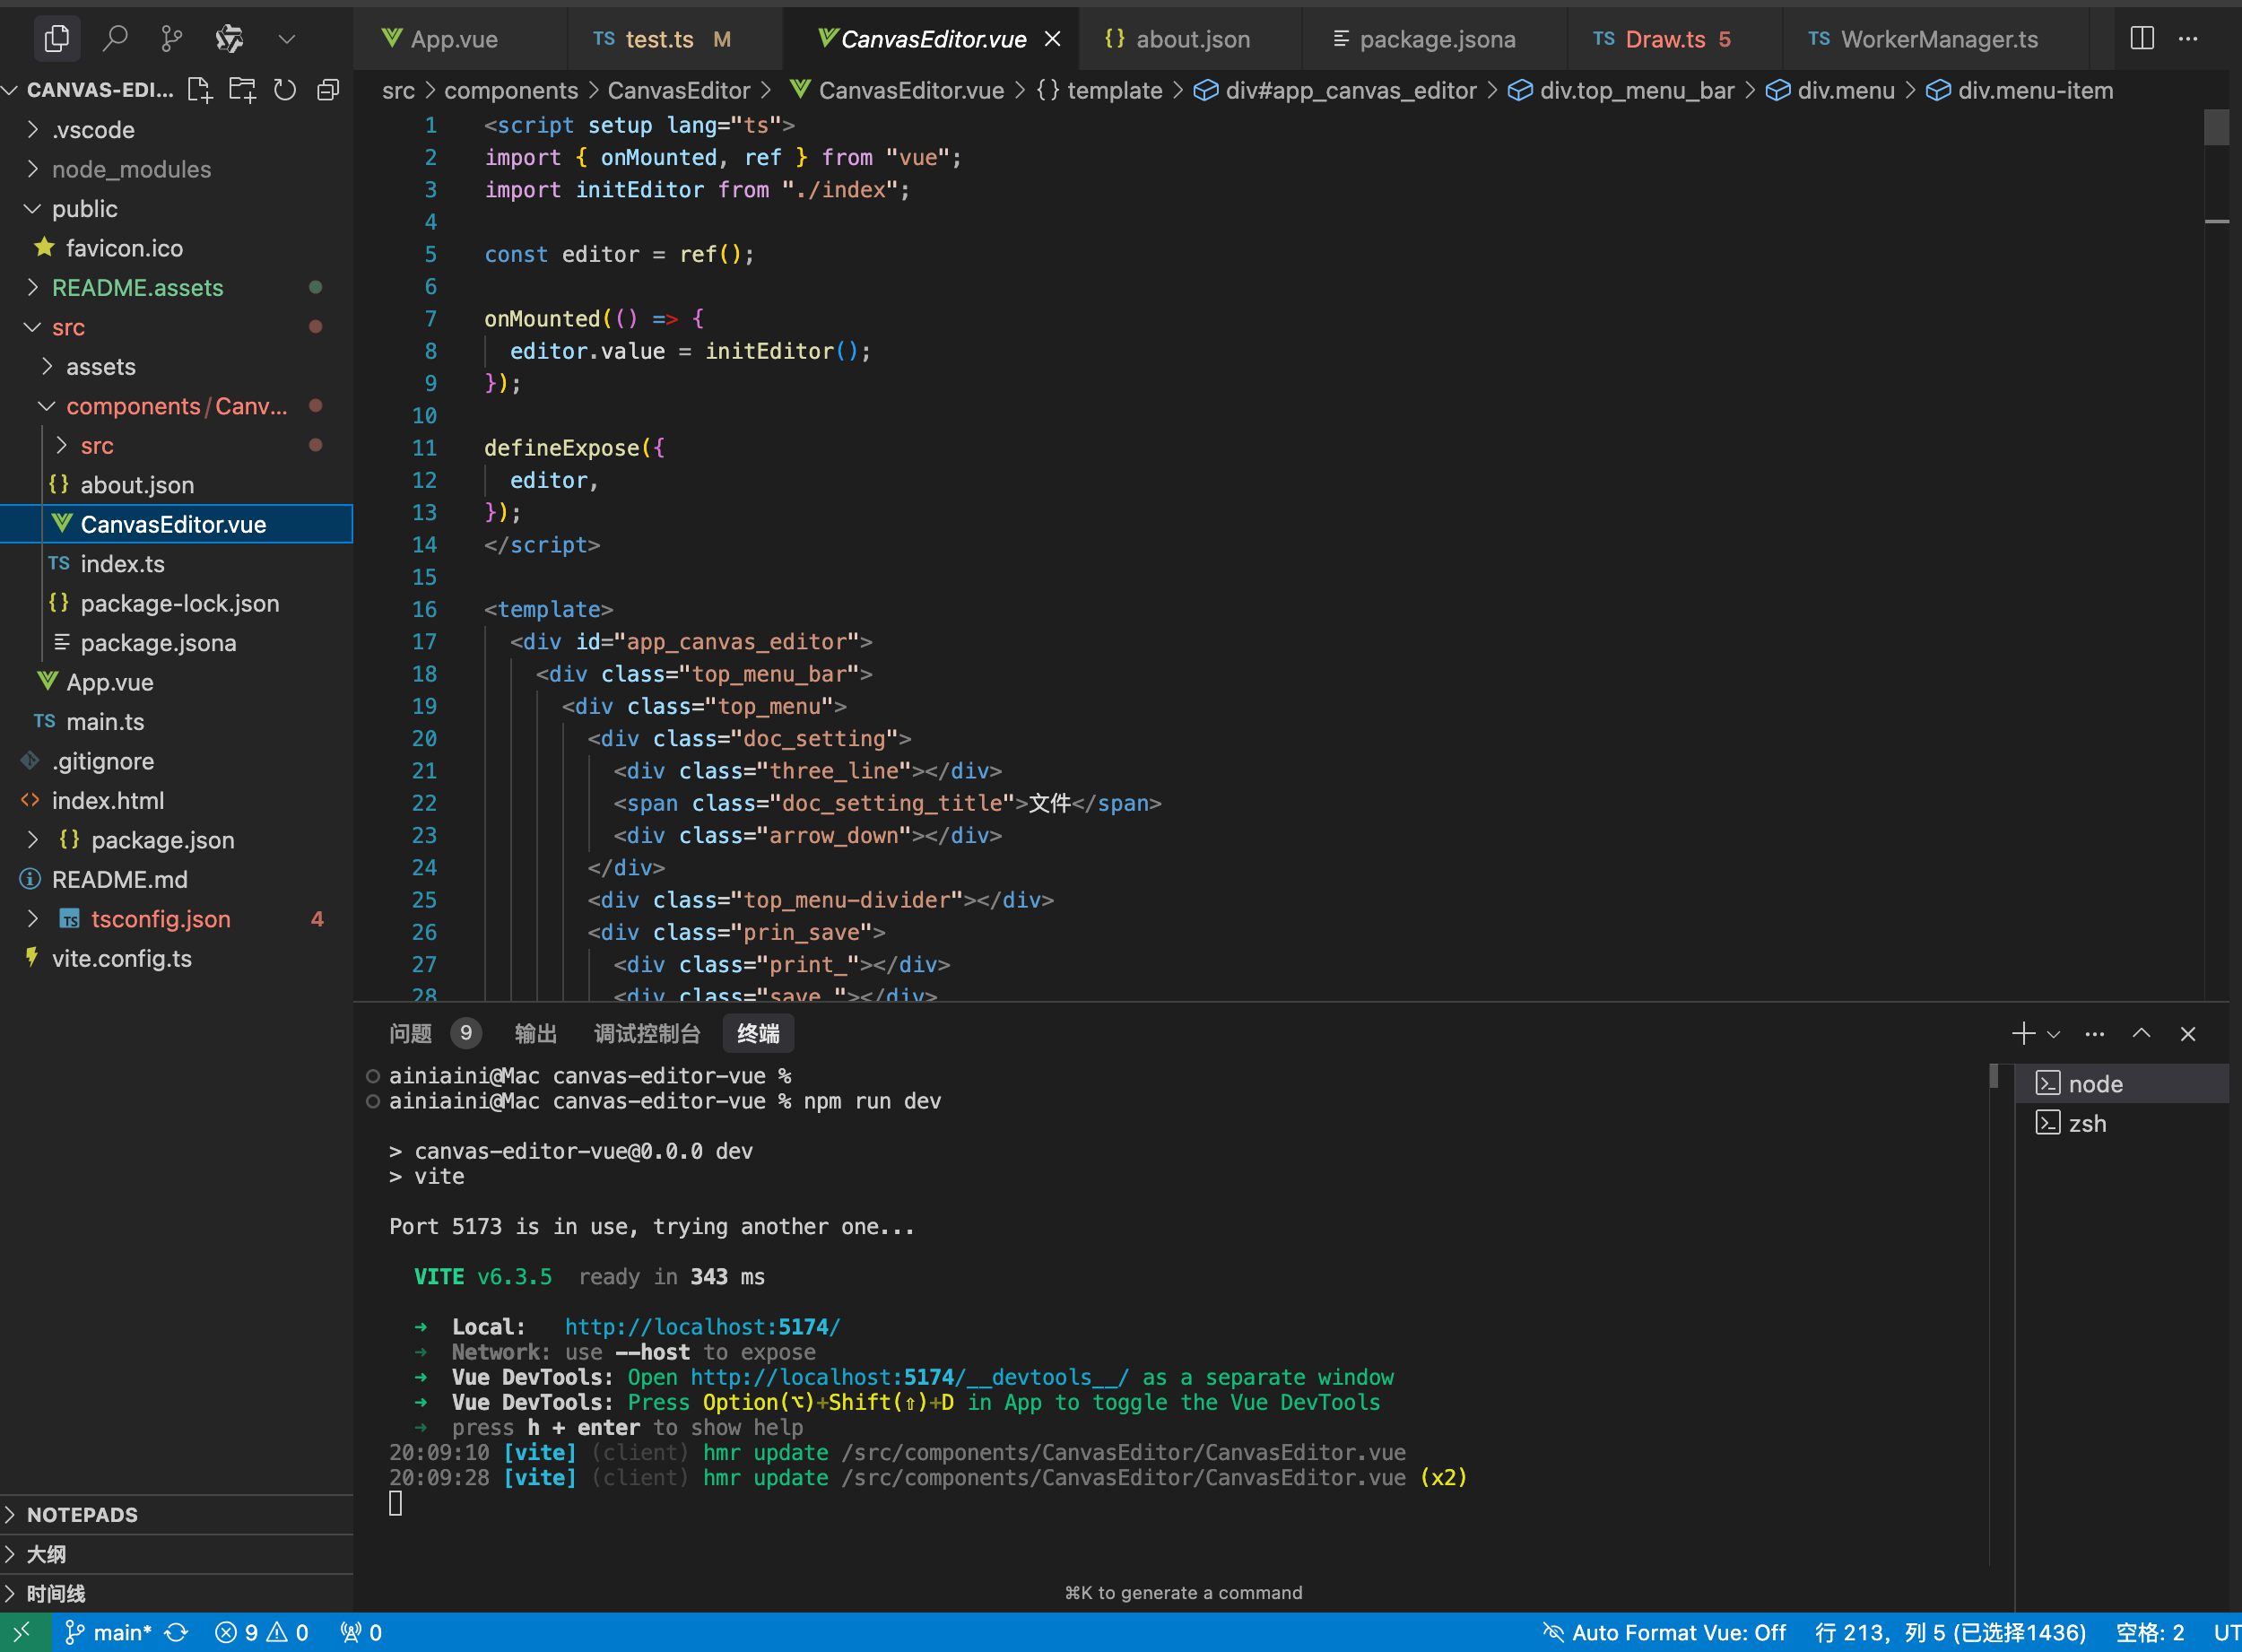 App.vue
TS test.ts M
CanvasEditor.vue
{} about.json
package.jsona
TS Draw.ts 5
TS WorkerManager.ts
CANVAS-EDI...
src > components > CanvasEditor > CanvasEditor.vue > {} template > div#app_canvas_editor > div.top_menu_bar > div.menu > div.menu-item
.vscode
node_modules
public
favicon.ico
README.assets
src
assets
components/Canv...
src
{} about.json
CanvasEditor.vue
TS index.ts
{} package-lock.json
package.jsona
App.vue
TS main.ts
.gitignore
<> index.html
{} package.json
README.md
TS tsconfig.json 4
vite.config.ts
NOTEPADS
大纲
时间线
1 <script setup lang="ts">
2 import { onMounted, ref } from "vue";
3 import initEditor from "./index";
4
5 const editor = ref();
6
7 onMounted(() => {
8 editor.value = initEditor();
9 });
10
11 defineExpose({
12 editor,
13 });
14 </script>
15
16 <template>
17 <div id="app_canvas_editor">
18 <div class="top_menu_bar">
19 <div class="top_menu">
20 <div class="doc_setting">
21 <div class="three_line"></div>
22 <span class="doc_setting_title">文件</span>
23 <div class="arrow_down"></div>
24 </div>
25 <div class="top_menu-divider"></div>
26 <div class="prin_save">
27 <div class="print_"></div>
28 <div class="save_"></div>
问题 9 输出 调试控制台 终端
ainiaini@Mac canvas-editor-vue %
ainiaini@Mac canvas-editor-vue % npm run dev
> canvas-editor-vue@0.0.0 dev
> vite
Port 5173 is in use, trying another one...
VITE v6.3.5 ready in 343 ms
➜ Local: http://localhost:5174/
➜ Network: use --host to expose
➜ Vue DevTools: Open http://localhost:5174/__devtools__/ as a separate window
➜ Vue DevTools: Press Option(⌥)+Shift(⇧)+D in App to toggle the Vue DevTools
➜ press h + enter to show help
20:09:10 [vite] (client) hmr update /src/components/CanvasEditor/CanvasEditor.vue
20:09:28 [vite] (client) hmr update /src/components/CanvasEditor/CanvasEditor.vue (x2)
node
zsh
⌘K to generate a command
main* 9 0 0 Auto Format Vue: Off 行 213, 列 5 (已选择1436) 空格: 2 UT